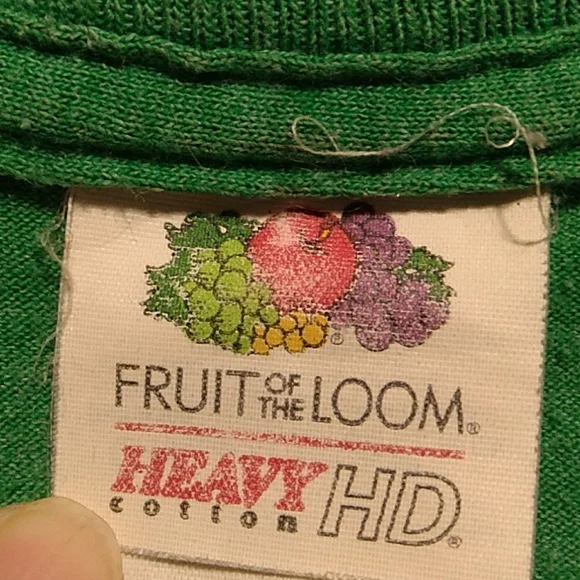 FRUIT OF THE LOOM®
HEAVY HD®
cotton